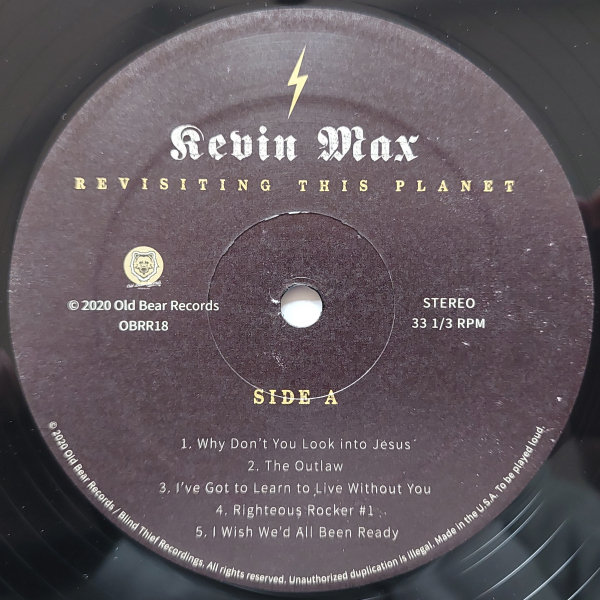 Kevin Max
REVISITING THIS PLANET
© 2020 Old Bear Records
OBRR18
STEREO
33 1/3 RPM
SIDE A
1. Why Don't You Look into Jesus
2. The Outlaw
3. I've Got to Learn to Live Without You
4. Righteous Rocker #1
5. I Wish We'd All Been Ready
© 2020 Old Bear Records / Blind Thief Recordings. All rights reserved. Unauthorized duplication is illegal. Made in the U.S.A. To be played loud.